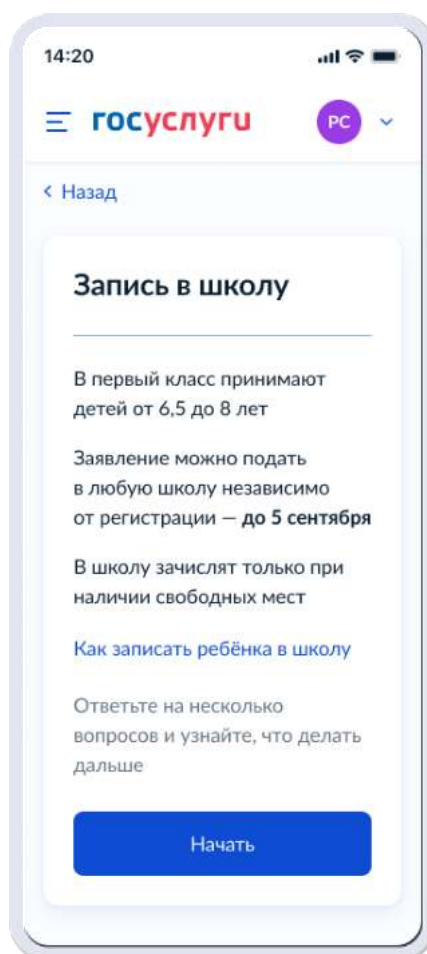 14:20
госуслуги
РС
Назад
Запись в школу
В первый класс принимают
детей от 6,5 до 8 лет
Заявление можно подать
в любую школу независимо
от регистрации — до 5 сентября
В школу зачислят только при
наличии свободных мест
Как записать ребёнка в школу
Ответьте на несколько
вопросов и узнайте, что делать
дальше
Начать